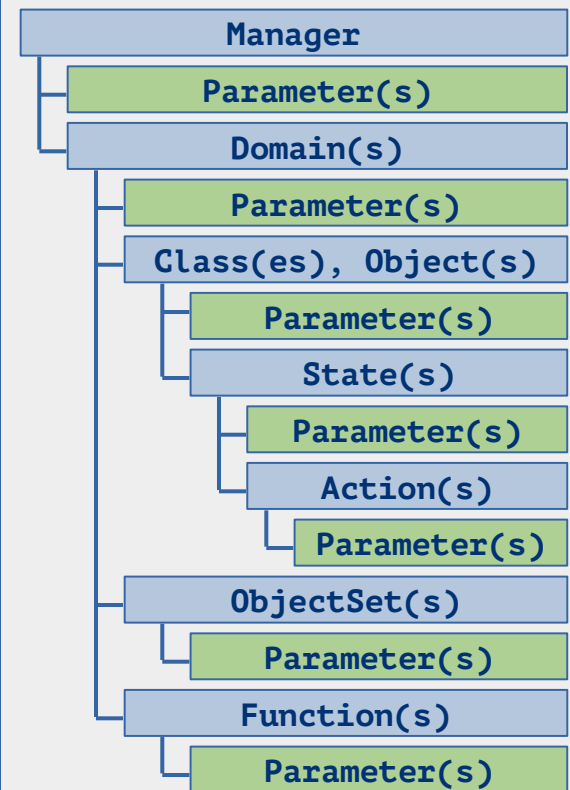 Manager
Parameter(s)
Domain(s)
Parameter(s)
Class(es), Object(s)
Parameter(s)
State(s)
Parameter(s)
Action(s)
Parameter(s)
ObjectSet(s)
Parameter(s)
Function(s)
Parameter(s)